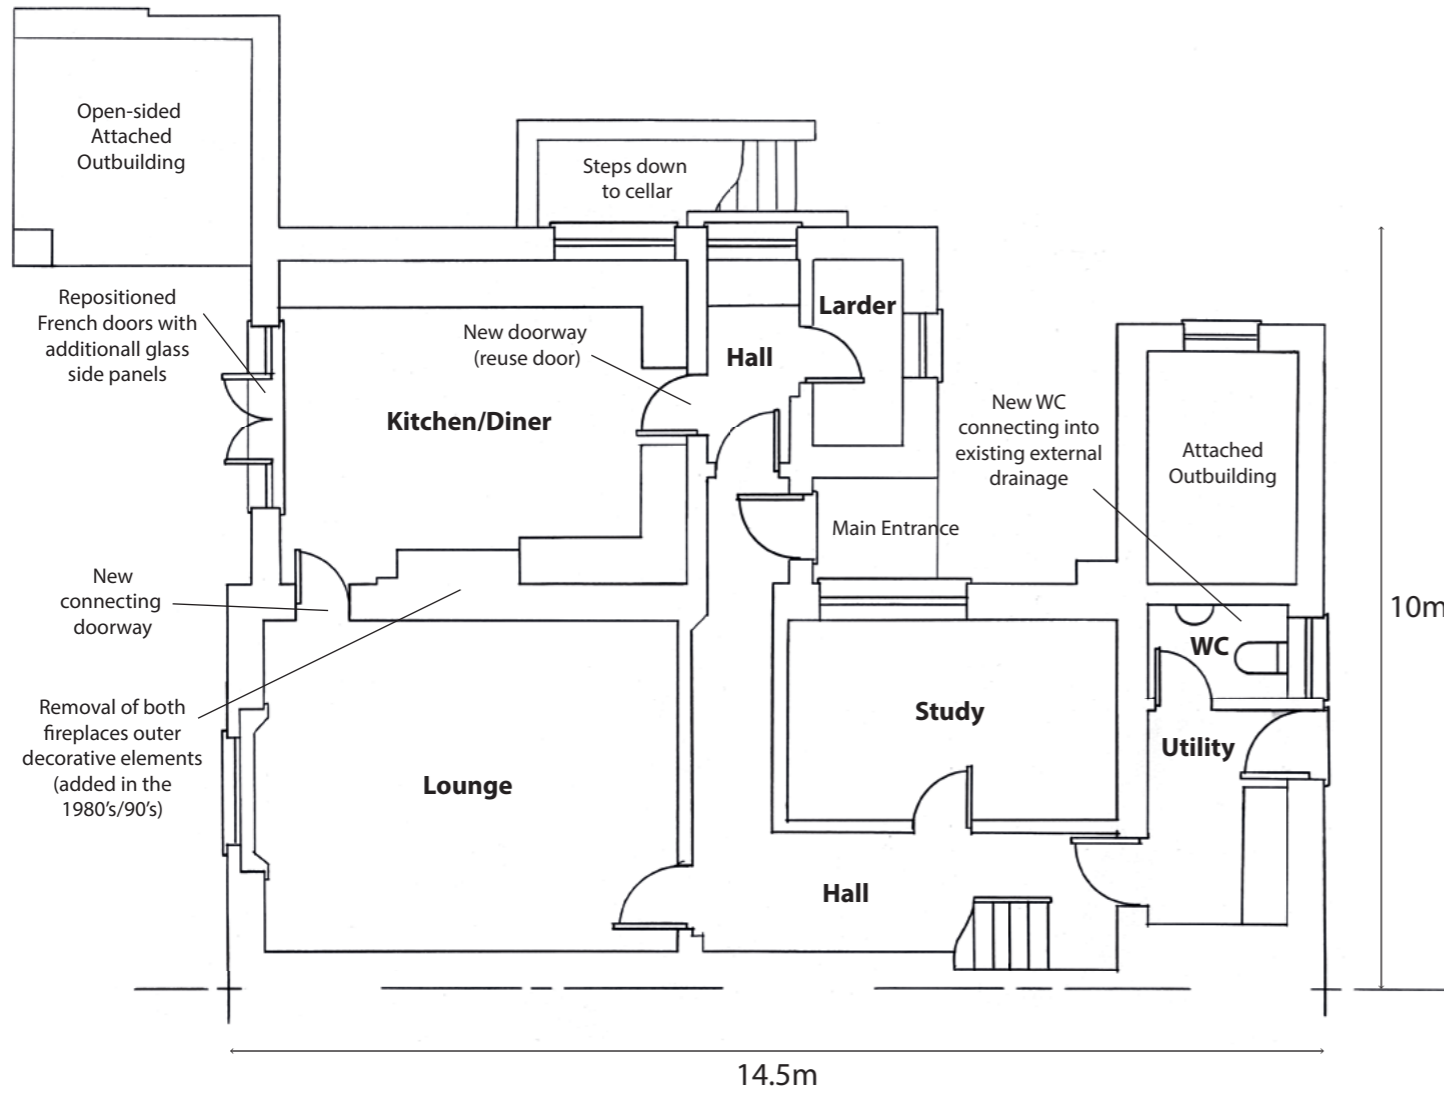 Open-sided
Attached
Outbuilding
Steps down
to cellar
Repositioned
French doors with
additionall glass
side panels
New doorway
(reuse door)
Hall
Larder
Kitchen/Diner
New WC
connecting into
existing external
drainage
Attached
Outbuilding
Main Entrance
New
connecting
doorway
10m
WC
Removal of both
fireplaces outer
decorative elements
(added in the
1980's/90's)
Study
Utility
Lounge
Hall
14.5m